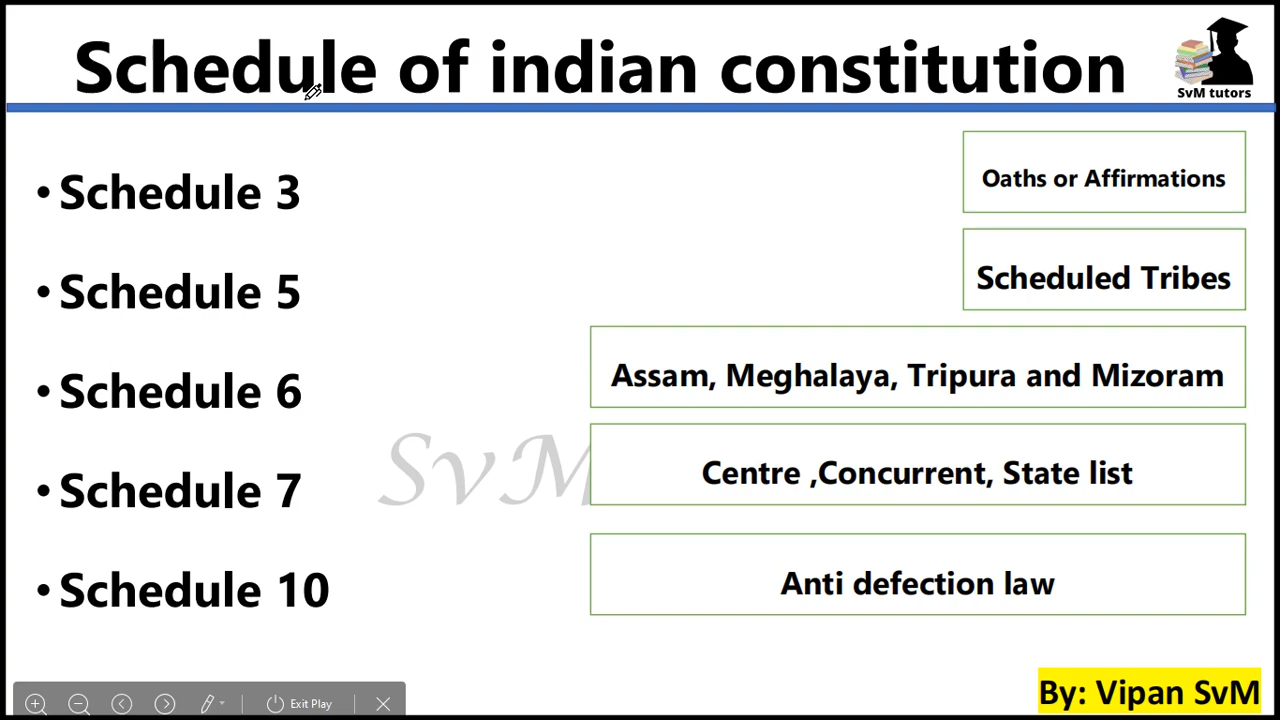 Schedule of indian constitution
SvM tutors
• Schedule 3
Oaths or Affirmations
• Schedule 5
Scheduled Tribes
• Schedule 6
Assam, Meghalaya, Tripura and Mizoram
• Schedule 7
Centre ,Concurrent, State list
SvM
• Schedule 10
Anti defection law
By: Vipan SvM
Exit Play